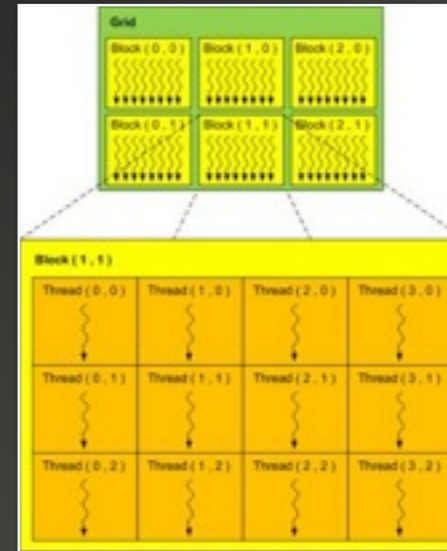 Grid
Block (0, 0) Block (1, 0) Block (2, 0)
Block (0, 1) Block (1, 1) Block (2, 1)
Block (1, 1)
Thread (0, 0) Thread (1, 0) Thread (2, 0) Thread (3, 0)
Thread (0, 1) Thread (1, 1) Thread (2, 1) Thread (3, 1)
Thread (0, 2) Thread (1, 2) Thread (2, 2) Thread (3, 2)